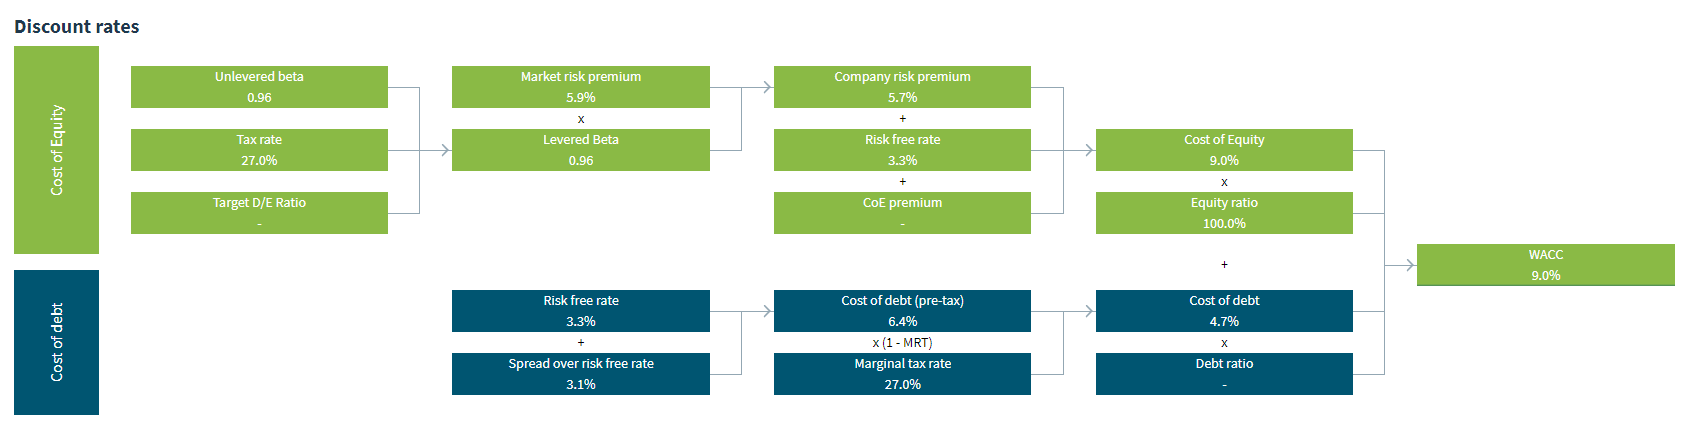 Discount rates
Cost of Equity
Unlevered beta
0.96
Tax rate
27.0%
Target D/E Ratio
-
Market risk premium
5.9%
x
Levered Beta
0.96
Company risk premium
5.7%
+
Risk free rate
3.3%
+
CoE premium
-
Cost of Equity
9.0%
x
Equity ratio
100.0%
+
WACC
9.0%
Cost of debt
Risk free rate
3.3%
+
Spread over risk free rate
3.1%
Cost of debt (pre-tax)
6.4%
x (1 - MRT)
Marginal tax rate
27.0%
Cost of debt
4.7%
x
Debt ratio
-